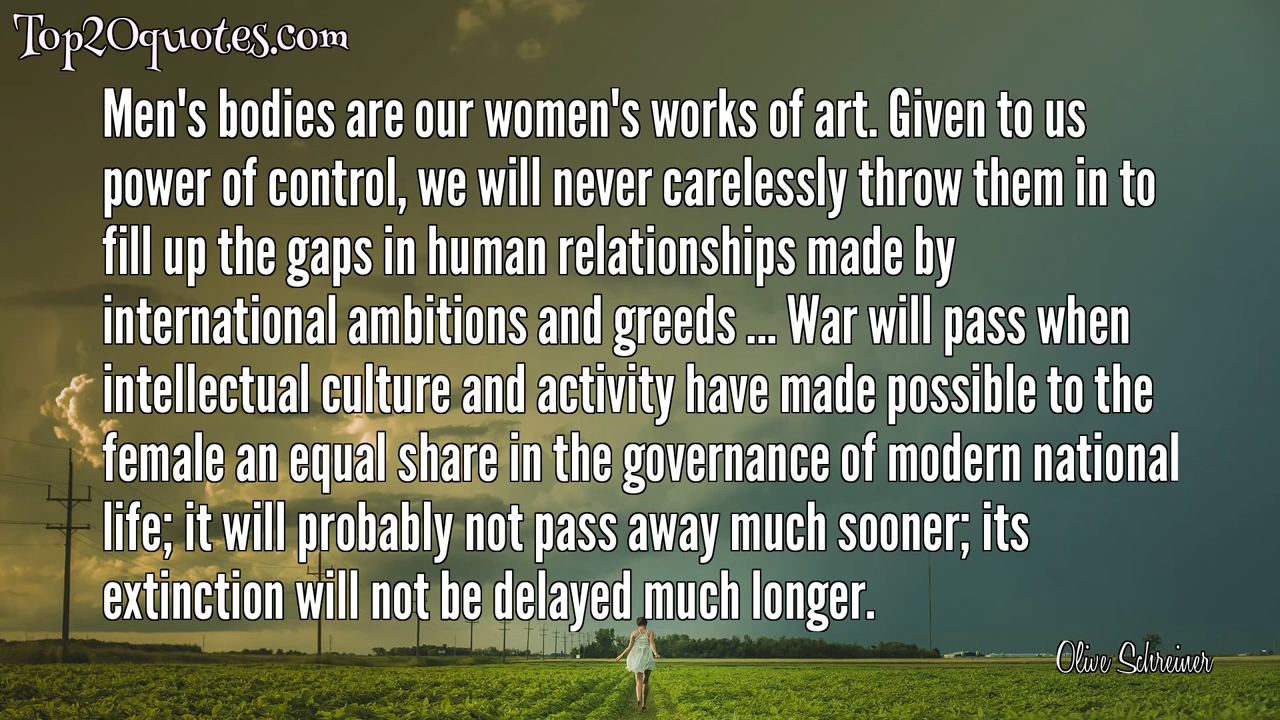 Top20quotes.com
Men's bodies are our women's works of art. Given to us
power of control, we will never carelessly throw them in to
fill up the gaps in human relationships made by
international ambitions and greeds ... War will pass when
intellectual culture and activity have made possible to the
female an equal share in the governance of modern national
life; it will probably not pass away much sooner; its
extinction will not be delayed much longer.
Olive Schreiner